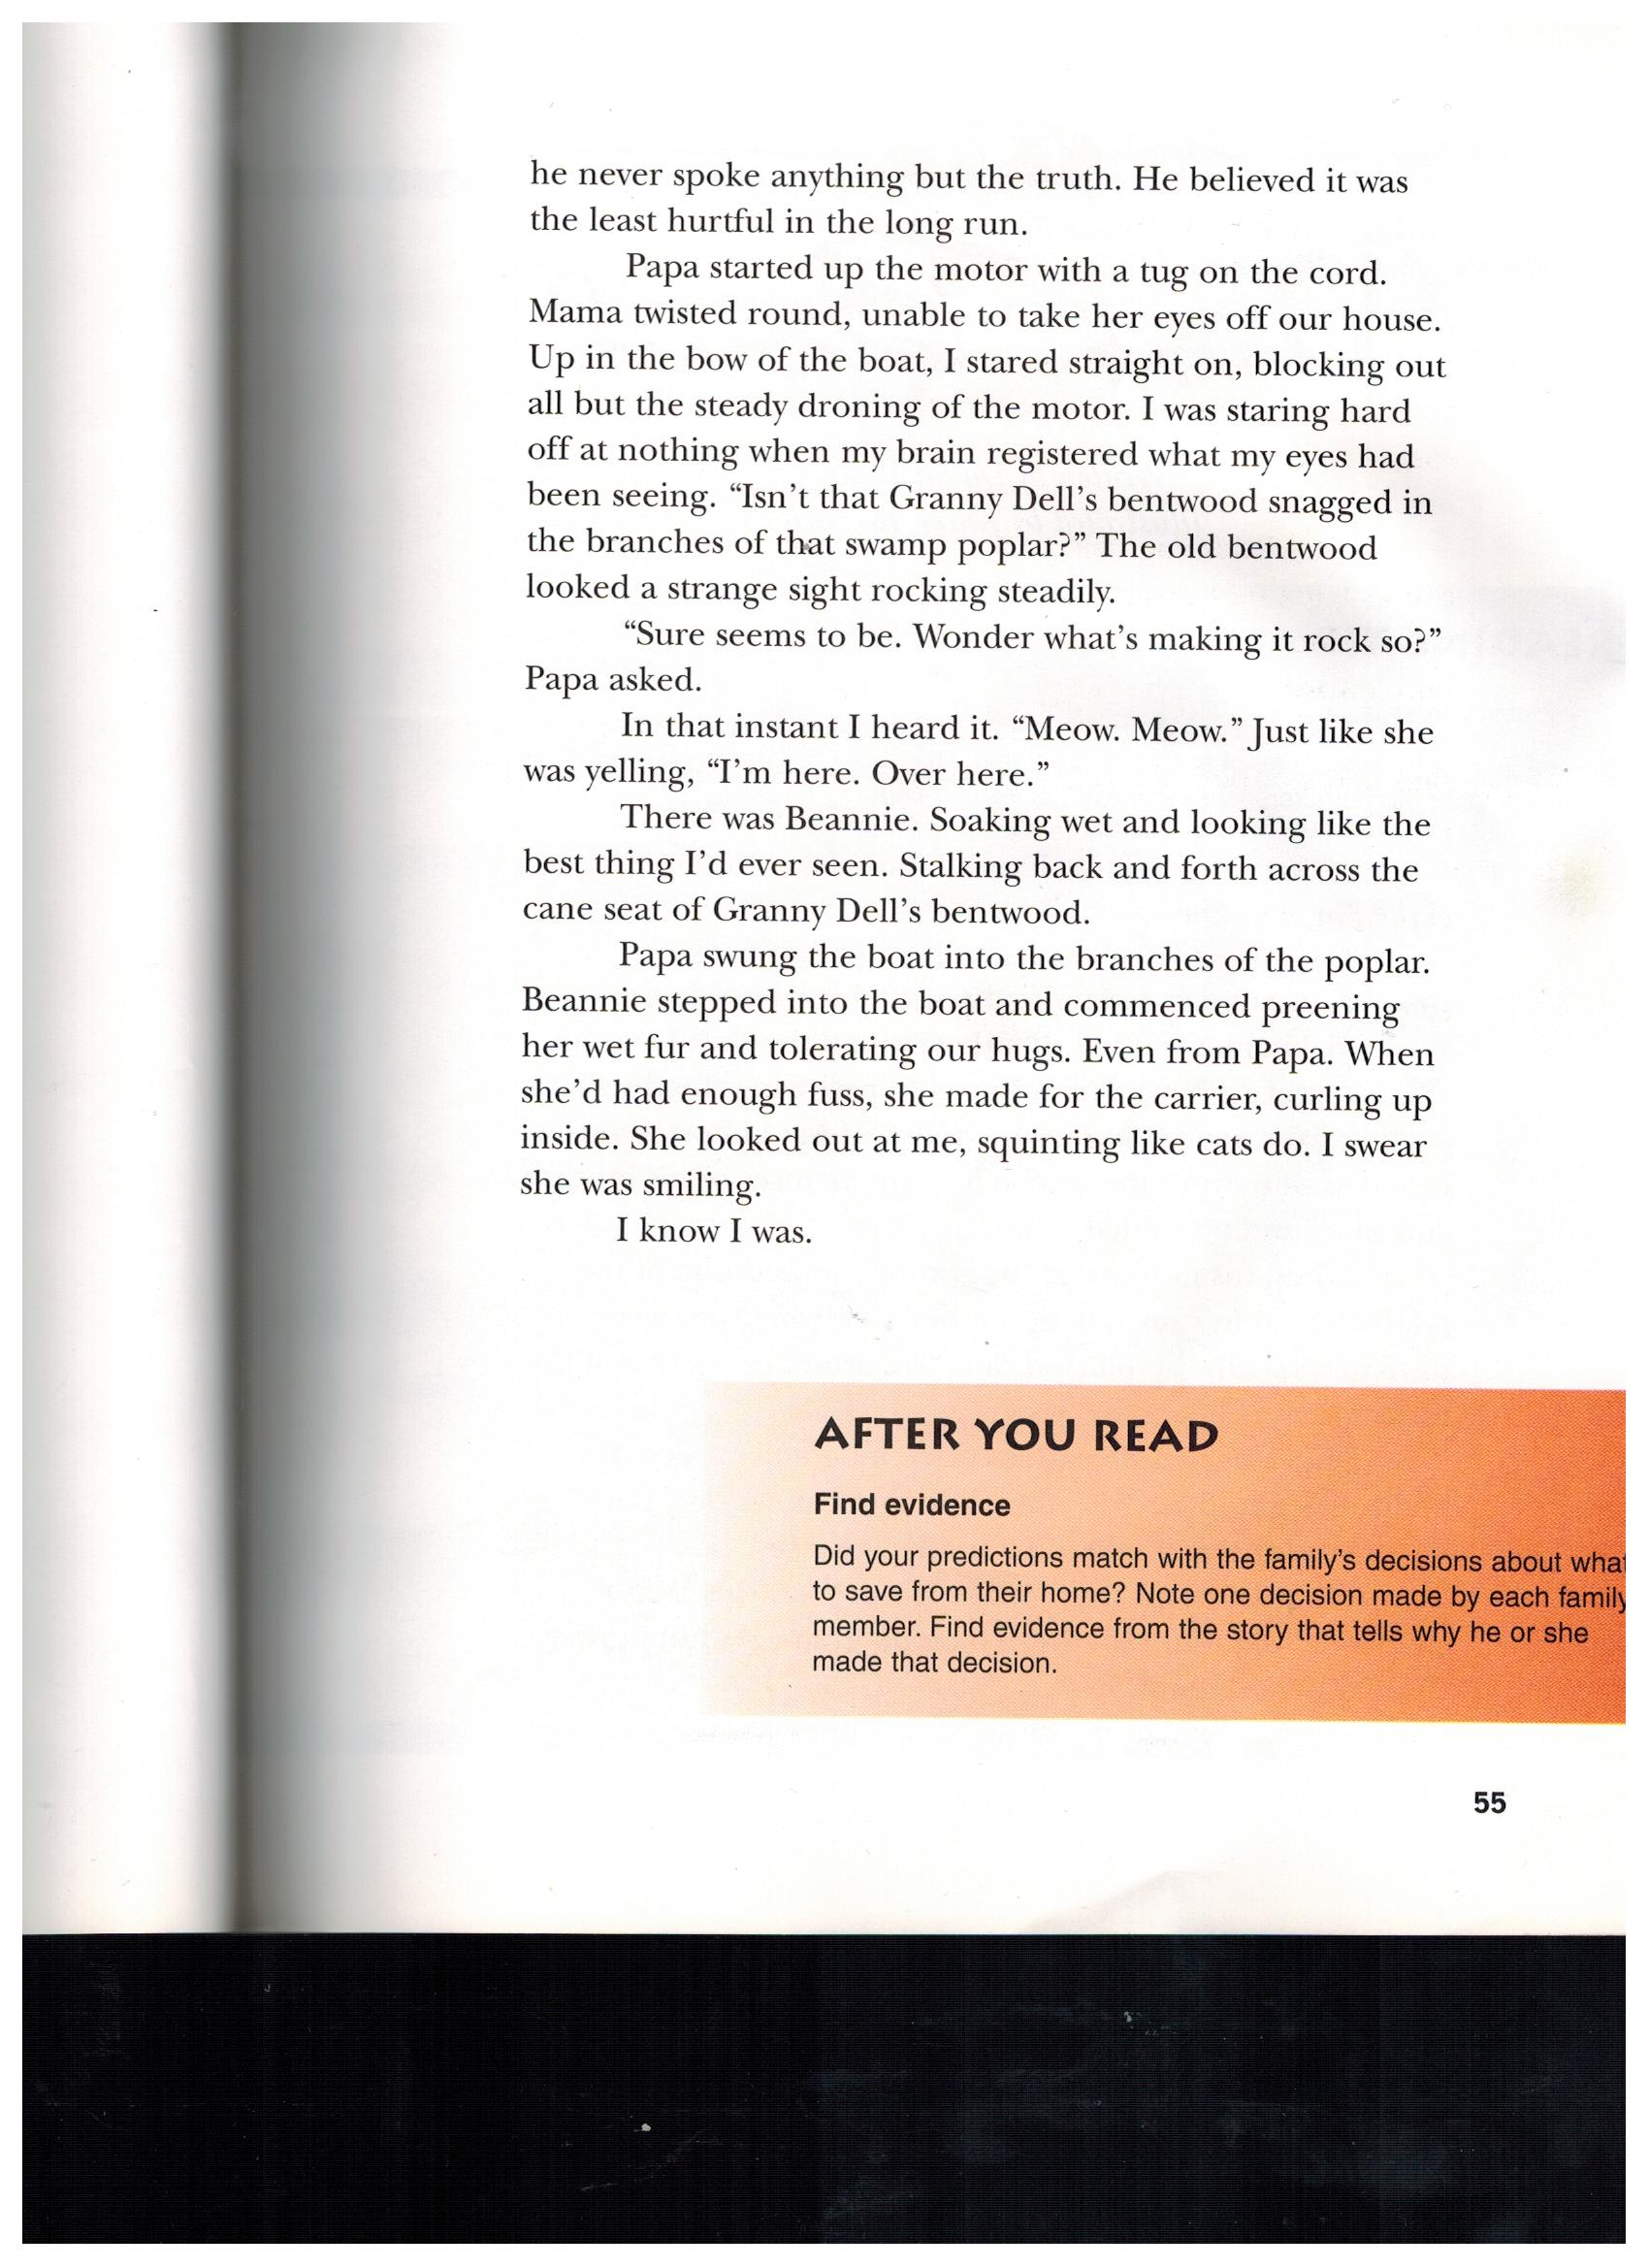 he never spoke anything but the truth. He believed it was
the least hurtful in the long run.
Papa started up the motor with a tug on the cord.
Mama twisted round, unable to take her eyes off our house.
Up in the bow of the boat, I stared straight on, blocking out
all but the steady droning of the motor. I was staring hard
off at nothing when my brain registered what my eyes had
been seeing. “Isn’t that Granny Dell’s bentwood snagged in
the branches of that swamp poplar?” The old bentwood
looked a strange sight rocking steadily.
“Sure seems to be. Wonder what’s making it rock so?”
Papa asked.
In that instant I heard it. “Meow. Meow.” Just like she
was yelling, “I’m here. Over here.”
There was Beannie. Soaking wet and looking like the
best thing I’d ever seen. Stalking back and forth across the
cane seat of Granny Dell’s bentwood.
Papa swung the boat into the branches of the poplar.
Beannie stepped into the boat and commenced preening
her wet fur and tolerating our hugs. Even from Papa. When
she’d had enough fuss, she made for the carrier, curling up
inside. She looked out at me, squinting like cats do. I swear
she was smiling.
I know I was.
AFTER YOU READ
Find evidence
Did your predictions match with the family’s decisions about what
to save from their home? Note one decision made by each family
member. Find evidence from the story that tells why he or she
made that decision.
55